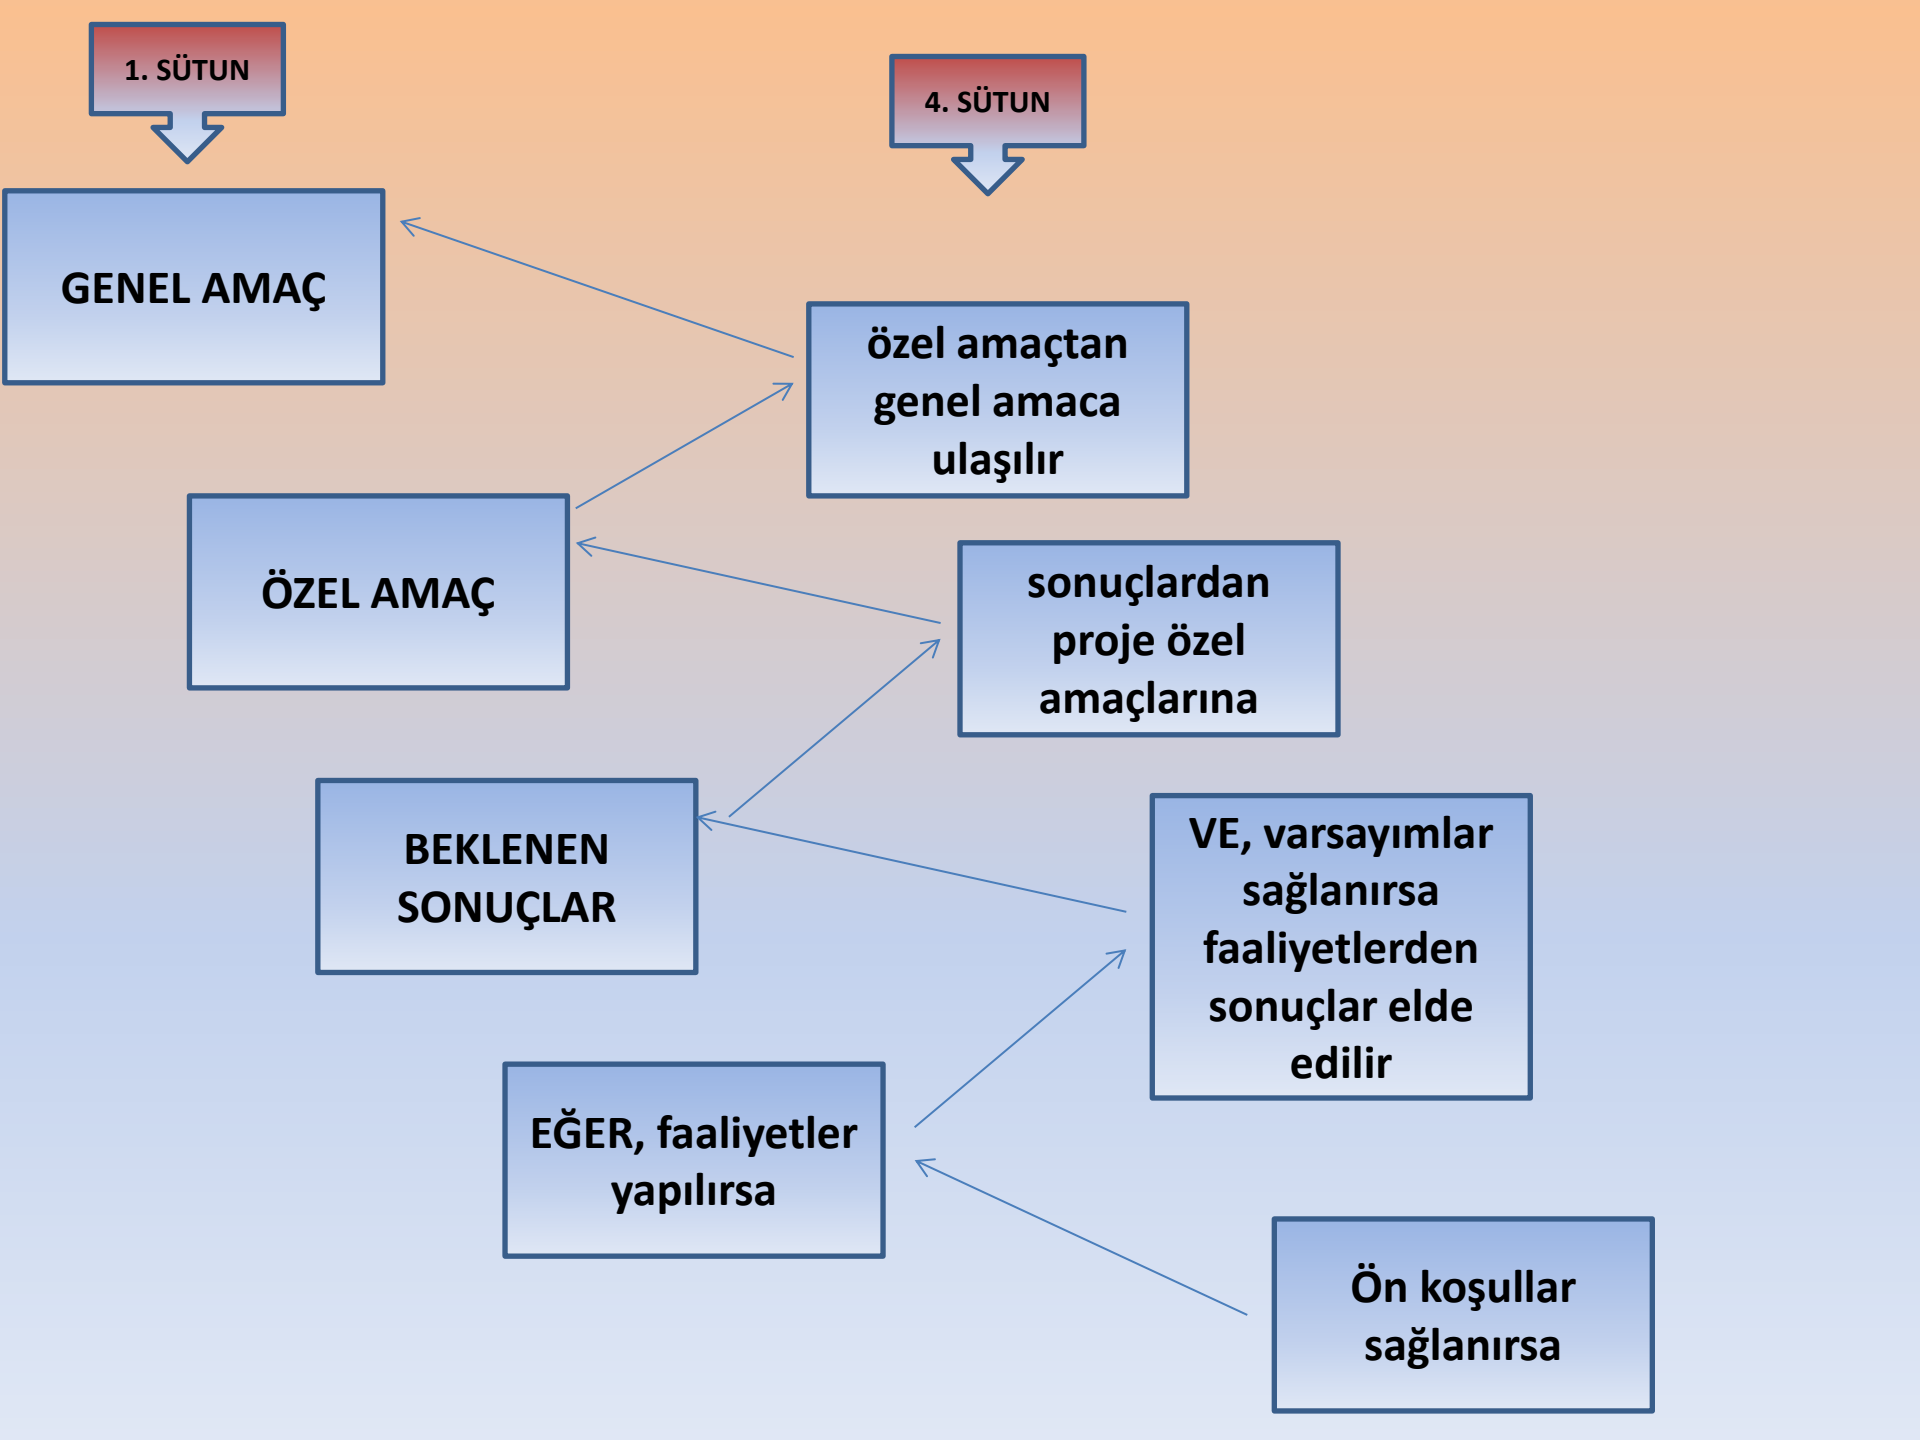 1. SÜTUN
4. SÜTUN
GENEL AMAÇ
özel amaçtan
genel amaca
ulaşılır
ÖZEL AMAÇ
sonuçlardan
proje özel
amaçlarına
BEKLENEN
SONUÇLAR
VE, varsayımlar
sağlanırsa
faaliyetlerden
sonuçlar elde
edilir
EĞER, faaliyetler
yapılırsa
Ön koşullar
sağlanırsa